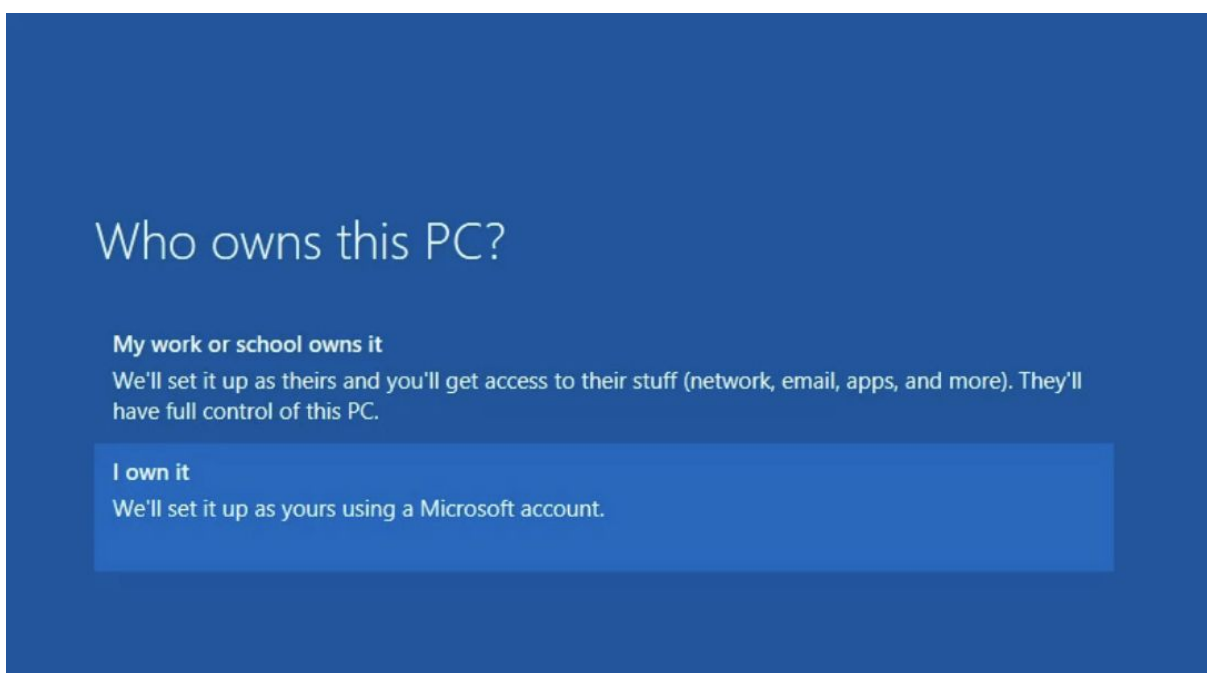 Who owns this PC?
My work or school owns it
We'll set it up as theirs and you'll get access to their stuff (network, email, apps, and more). They'll
have full control of this PC.
I own it
We'll set it up as yours using a Microsoft account.